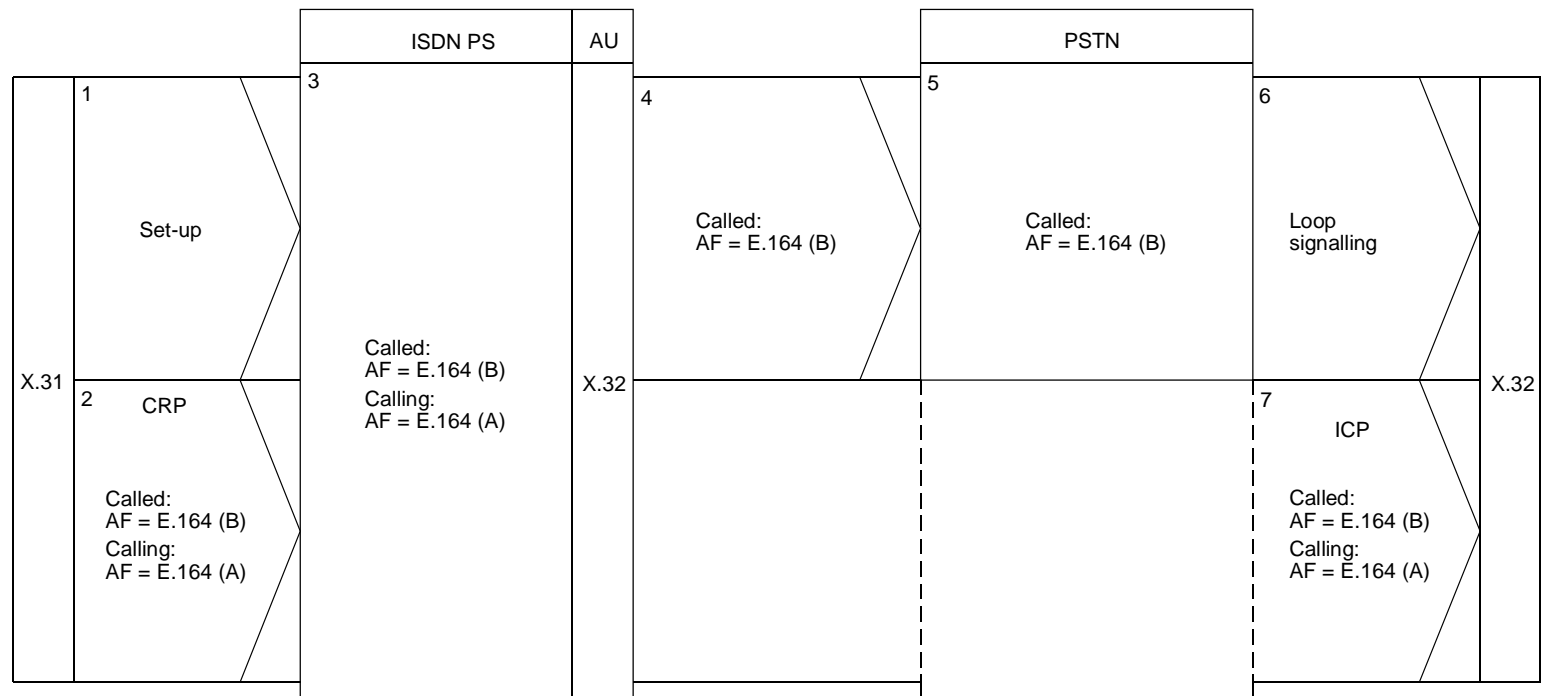 ISDN PS
AU
PSTN
X.31
1
Set-up
2
CRP
Called:
AF = E.164 (B)
Calling:
AF = E.164 (A)
3
Called:
AF = E.164 (B)
Calling:
AF = E.164 (A)
X.32
4
Called:
AF = E.164 (B)
5
Called:
AF = E.164 (B)
6
Loop
signalling
7
ICP
Called:
AF = E.164 (B)
Calling:
AF = E.164 (A)
X.32